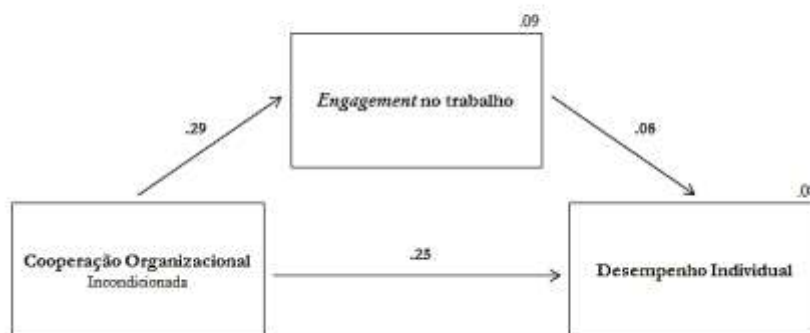 .09
Engagement no trabalho
.29
.08
Cooperação Organizacional
Incondicionada
.25
Desempenho Individual